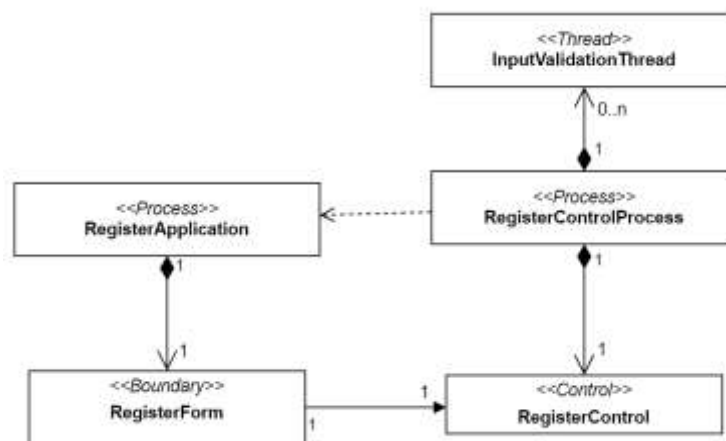 <<Thread>>
InputValidationThread
0..n
1
<<Process>>
RegisterControlProcess
<<Process>>
RegisterApplication
1
1
1
1
<<Boundary>>
RegisterForm
1
1
<<Control>>
RegisterControl